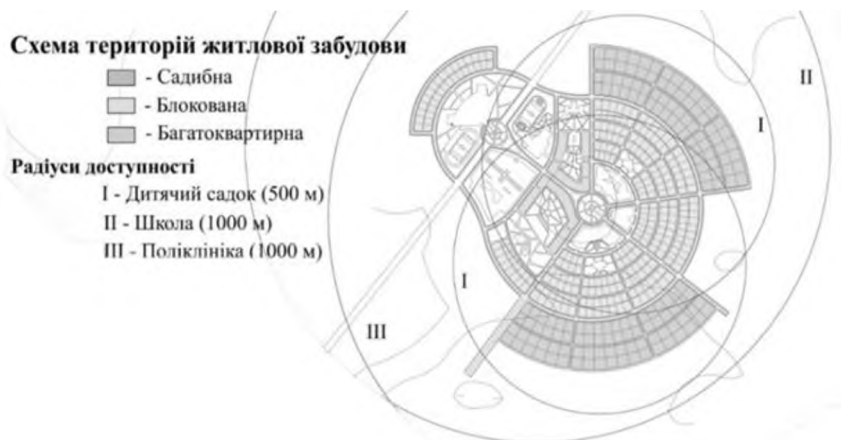 Схема територій житлової забудови
- Садибна
- Блокована
- Багатоквартирна
Радіуси доступності
I - Дитячий садок (500 м)
II - Школа (1000 м)
III - Поліклініка (1000 м)
II
I
I
III